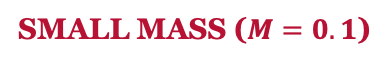 SMALL MASS (M = 0.1)